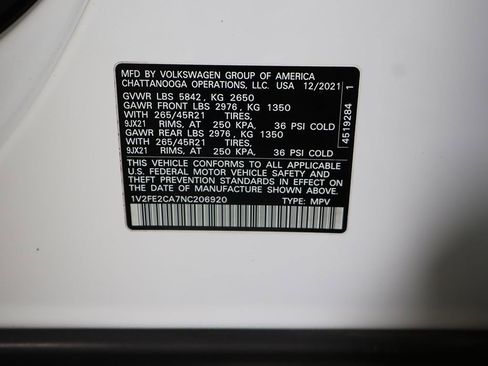 MFD BY VOLKSWAGEN GROUP OF AMERICA
CHATTANOOGA OPERATIONS, LLC. USA 12/2021
GVWR LBS 5842, KG 2650
GAWR FRONT LBS 2976, KG 1350
WITH 265/45R21 TIRES,
9JX21 RIMS, AT 250 KPA. 36 PSI COLD
GAWR REAR LBS 2976, KG 1350
WITH 265/45R21 TIRES,
9JX21 RIMS, AT 250 KPA. 36 PSI COLD
THIS VEHICLE CONFORMS TO ALL APPLICABLE
U.S. FEDERAL MOTOR VEHICLE SAFETY AND
THEFT PREVENTION STANDARDS IN EFFECT ON
THE DATE OF MANUFACTURE SHOWN ABOVE.
1V2FE2CA7NC206920 TYPE: MPV
4519284 1